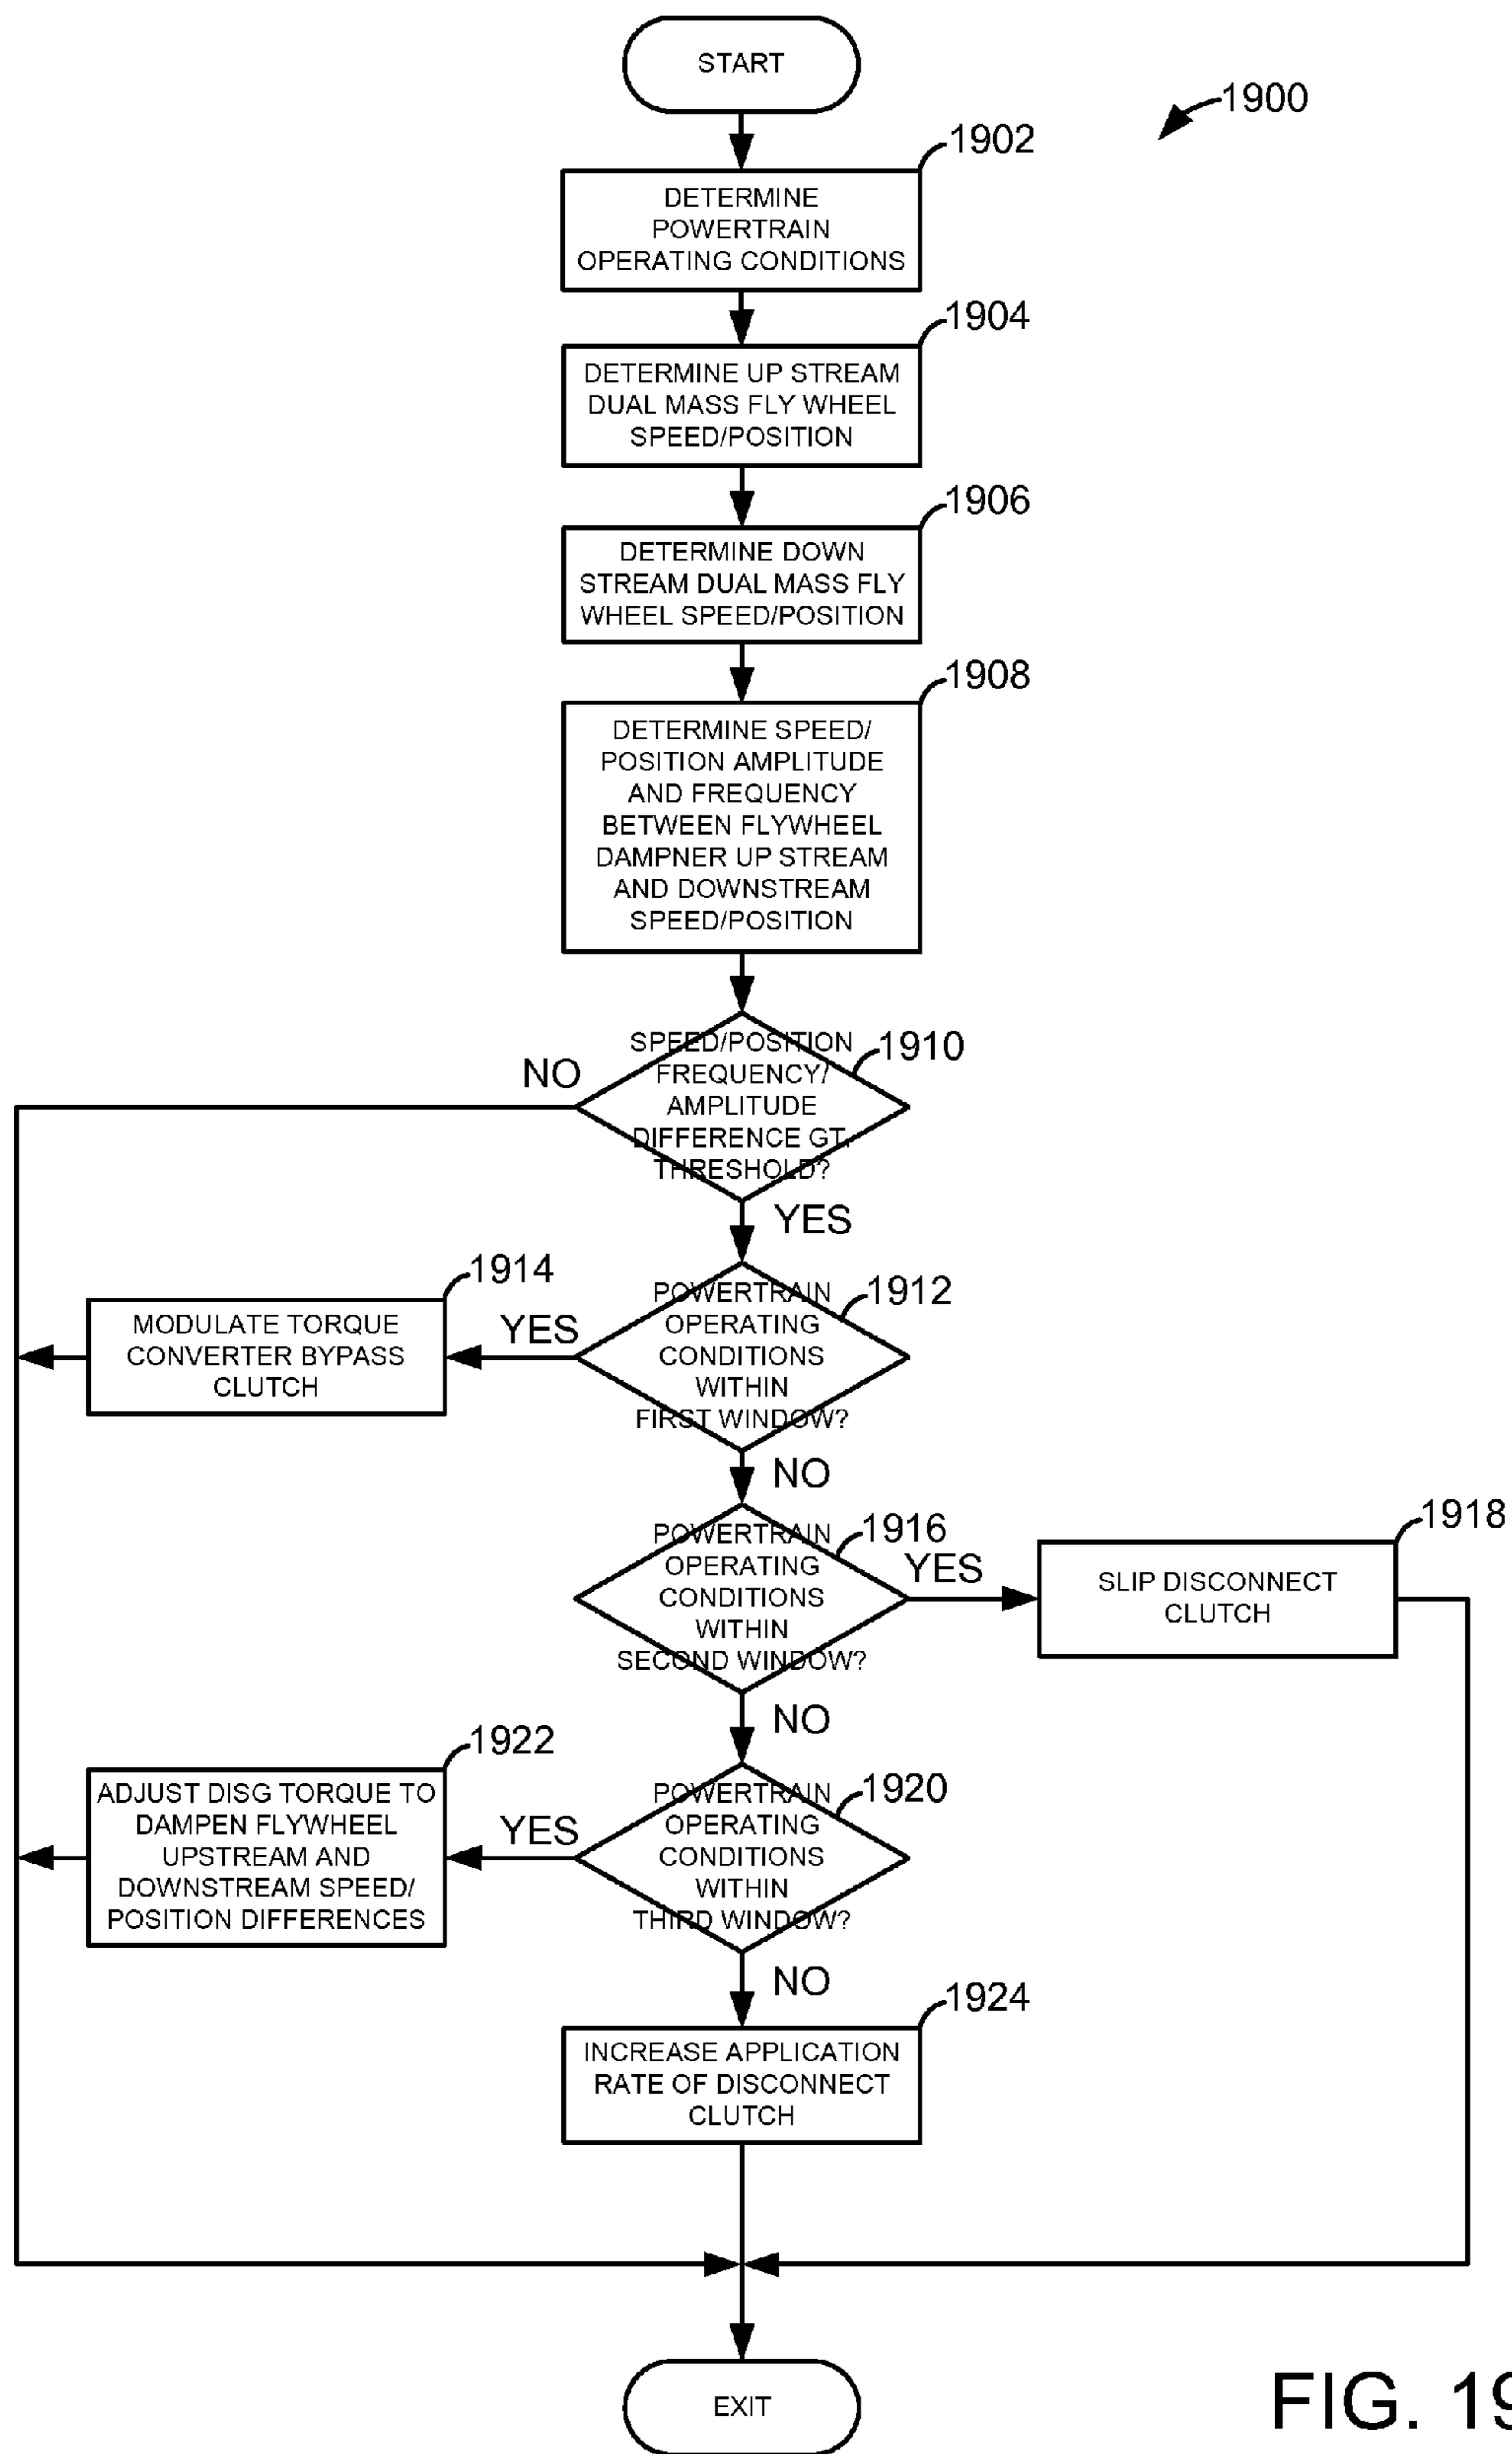 START
1900
1902
DETERMINE
POWERTRAIN
OPERATING CONDITIONS
1904
DETERMINE UP STREAM
DUAL MASS FLY WHEEL
SPEED/POSITION
1906
DETERMINE DOWN
STREAM DUAL MASS FLY
WHEEL SPEED/POSITION
1908
DETERMINE SPEED/
POSITION AMPLITUDE
AND FREQUENCY
BETWEEN FLYWHEEL
DAMPNER UP STREAM
AND DOWNSTREAM
SPEED/POSITION
1910
SPEED/POSITION
FREQUENCY/
AMPLITUDE
DIFFERENCE GT.
THRESHOLD?
NO
YES
1912
POWERTRAIN
OPERATING
CONDITIONS
WITHIN
FIRST WINDOW?
YES
1914
MODULATE TORQUE
CONVERTER BYPASS
CLUTCH
NO
1916
POWERTRAIN
OPERATING
CONDITIONS
WITHIN
SECOND WINDOW?
YES
1918
SLIP DISCONNECT
CLUTCH
NO
1920
POWERTRAIN
OPERATING
CONDITIONS
WITHIN
THIRD WINDOW?
YES
1922
ADJUST DISG TORQUE TO
DAMPEN FLYWHEEL
UPSTREAM AND
DOWNSTREAM SPEED/
POSITION DIFFERENCES
NO
1924
INCREASE APPLICATION
RATE OF DISCONNECT
CLUTCH
EXIT
FIG. 19